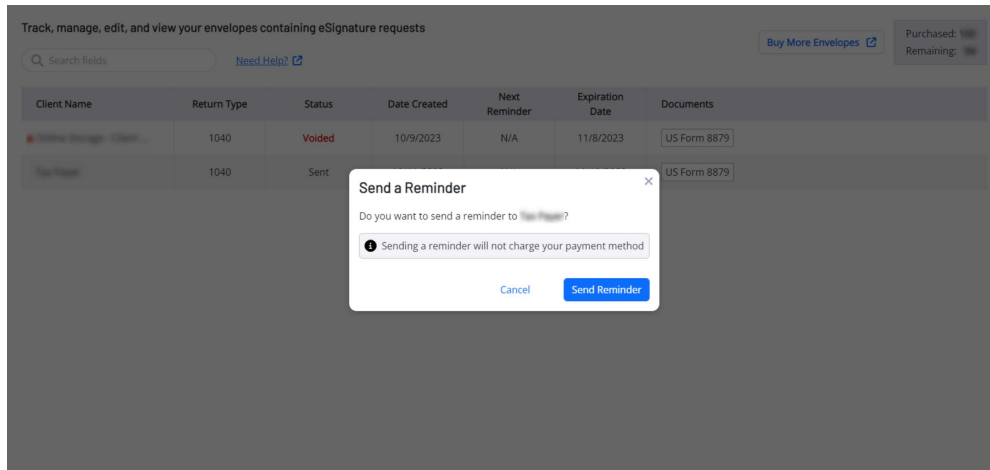 Track, manage, edit, and view your envelopes containing eSignature requests
Buy More Envelopes
Purchased:
Remaining:
Search fields
Need Help?
Client Name Return Type Status Date Created Next Reminder Expiration Date Documents
1040 Voided 10/9/2023 N/A 11/8/2023 US Form 8879
1040 Sent US Form 8879
Send a Reminder
Do you want to send a reminder to ?
Sending a reminder will not charge your payment method
Cancel Send Reminder